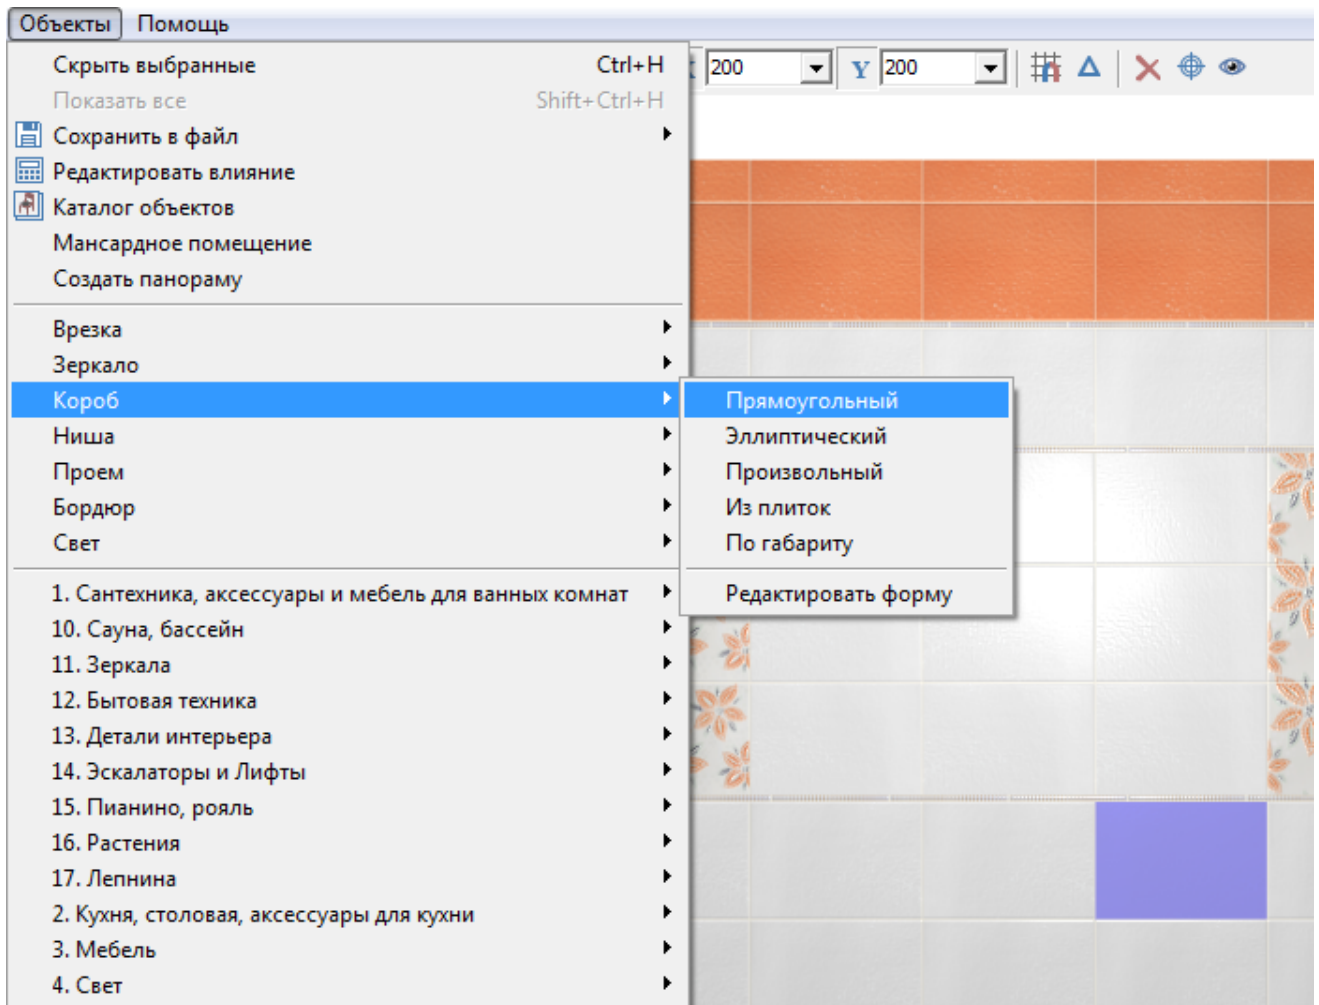 Объекты Помощь
Скрыть выбранные Ctrl+H
200 Y 200
Показать все Shift+Ctrl+H
Сохранить в файл
Редактировать влияние
Каталог объектов
Мансардное помещение
Создать панораму
Врезка
Зеркало
Короб
Ниша
Проем
Бордюр
Свет
Прямоугольный
Эллиптический
Произвольный
Из плиток
По габариту
Редактировать форму
1. Сантехника, аксессуары и мебель для ванных комнат
10. Сауна, бассейн
11. Зеркала
12. Бытовая техника
13. Детали интерьера
14. Эскалаторы и Лифты
15. Пианино, рояль
16. Растения
17. Лепнина
2. Кухня, столовая, аксессуары для кухни
3. Мебель
4. Свет